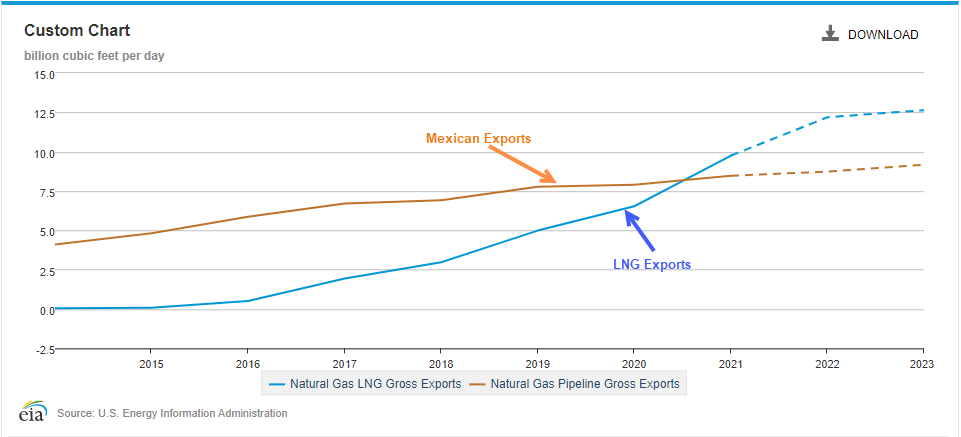 Custom Chart
DOWNLOAD
billion cubic feet per day
15.0
12.5
10.0
7.5
5.0
2.5
0.0
-2.5
Mexican Exports
LNG Exports
2015 2016 2017 2018 2019 2020 2021 2022 2023
Natural Gas LNG Gross Exports Natural Gas Pipeline Gross Exports
eia Source: U.S. Energy Information Administration